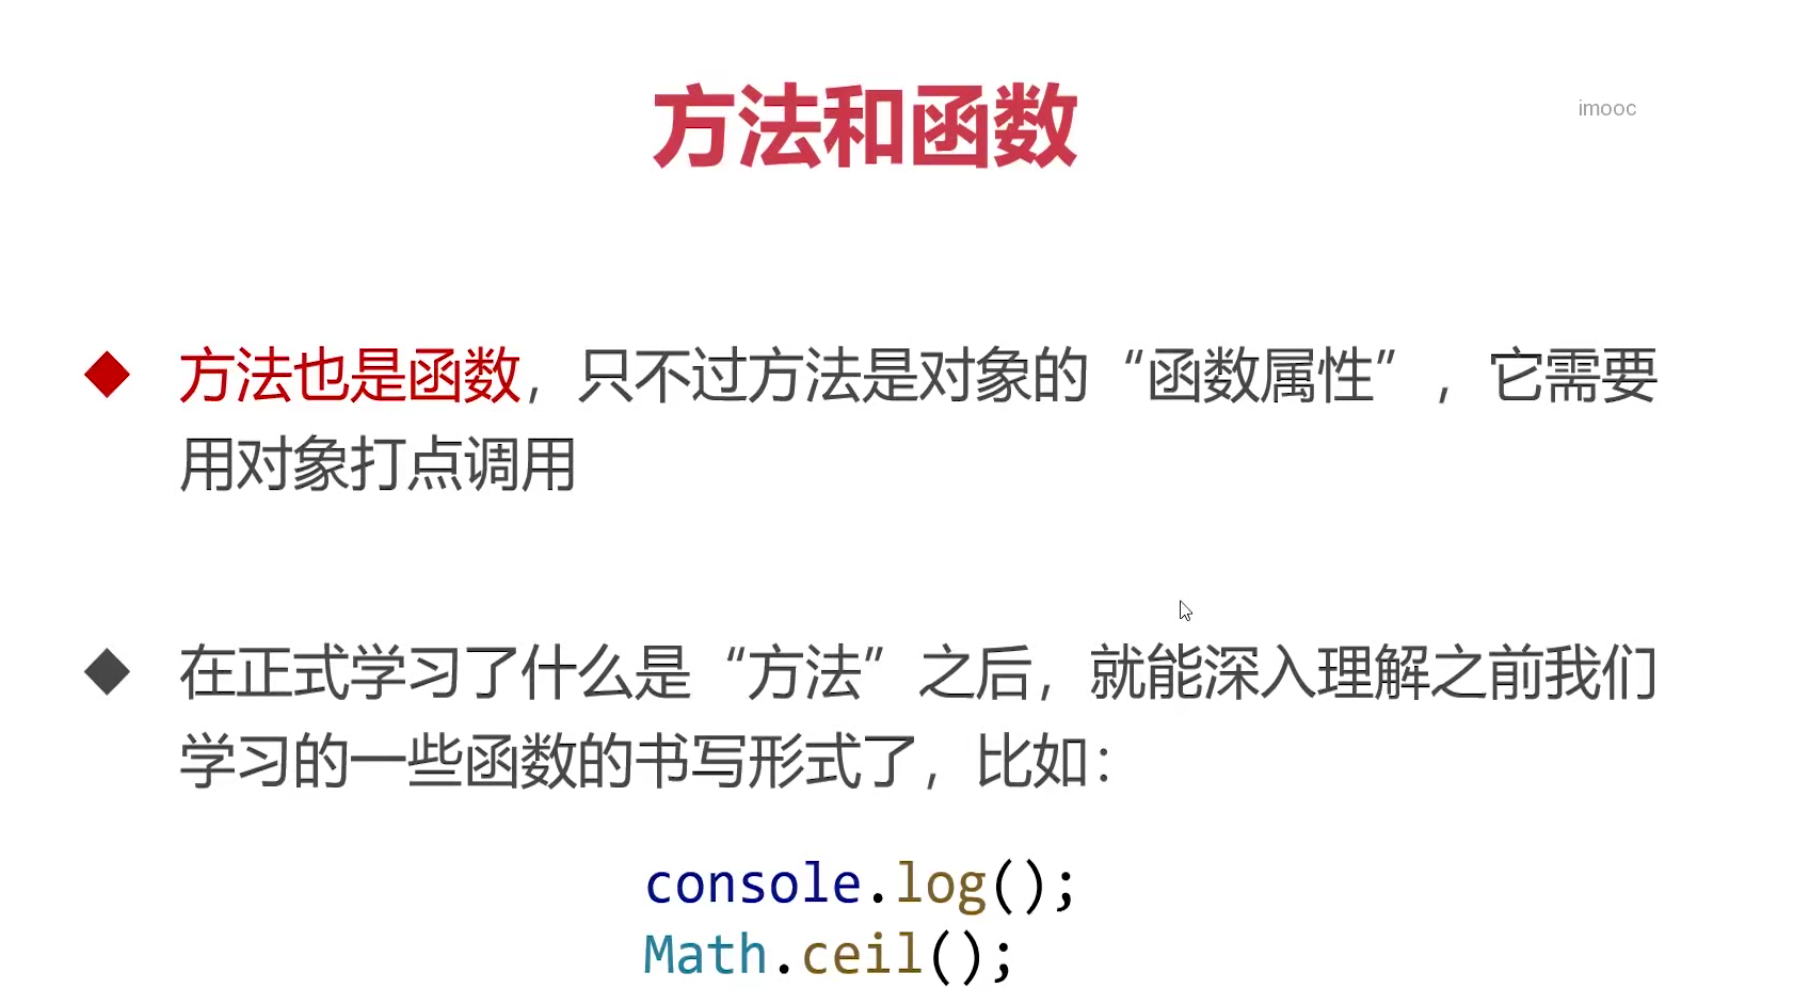 方法和函数
imooc
方法也是函数，只不过方法是对象的“函数属性”，它需要
用对象打点调用
在正式学习了什么是“方法”之后，就能深入理解之前我们
学习的一些函数的书写形式了，比如：
console.log();
Math.ceil();